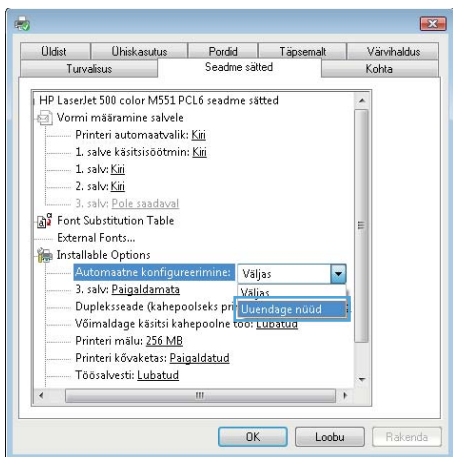 Üldist Ühiskasutus Pordid Täpsemalt Värvihaldus
Turvalisus Seadme sätted Kohta
HP LaserJet 500 color M551 PCL6 seadme sätted
Vormi määramine salvele
Printeri automaatvalik: Kiri
1. salve käsitsisöötmin: Kiri
1. salv: Kiri
2. salv: Kiri
3. salv: Pole saadaval
Font Substitution Table
External Fonts...
Installable Options
Automaatne konfigureerimine: Väljas
3. salv: Paigaldamata Väljas
Dupleksseade (kahepoolseks pri Uuendage nüüd
Võimaldage käsitsi kahepoolne töö: Lubatud
Printeri mälu: 256 MB
Printeri kõvaketas: Paigaldatud
Töösalvesti: Lubatud
OK Loobu Rakenda